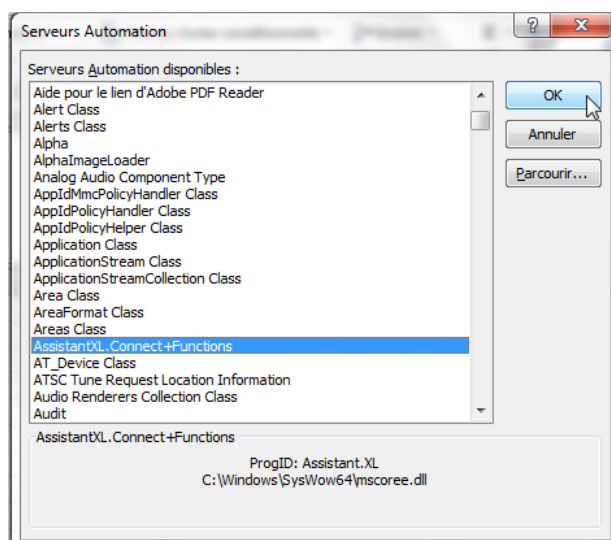 Serveurs Automation
Serveurs Automation disponibles :
Aide pour le lien d'Adobe PDF Reader
Alert Class
Alerts Class
Alpha
AlphaImageLoader
Analog Audio Component Type
AppIdMmcPolicyHandler Class
AppIdPolicyHandler Class
AppIdPolicyHelper Class
Application Class
ApplicationStream Class
ApplicationStreamCollection Class
Area Class
AreaFormat Class
Areas Class
AssistantXL.Connect+Functions
AT_Device Class
ATSC Tune Request Location Information
Audio Renderers Collection Class
Audit
OK
Annuler
Parcourir...
AssistantXL.Connect+Functions
ProgID: Assistant.XL
C:\Windows\SysWow64\mscoree.dll